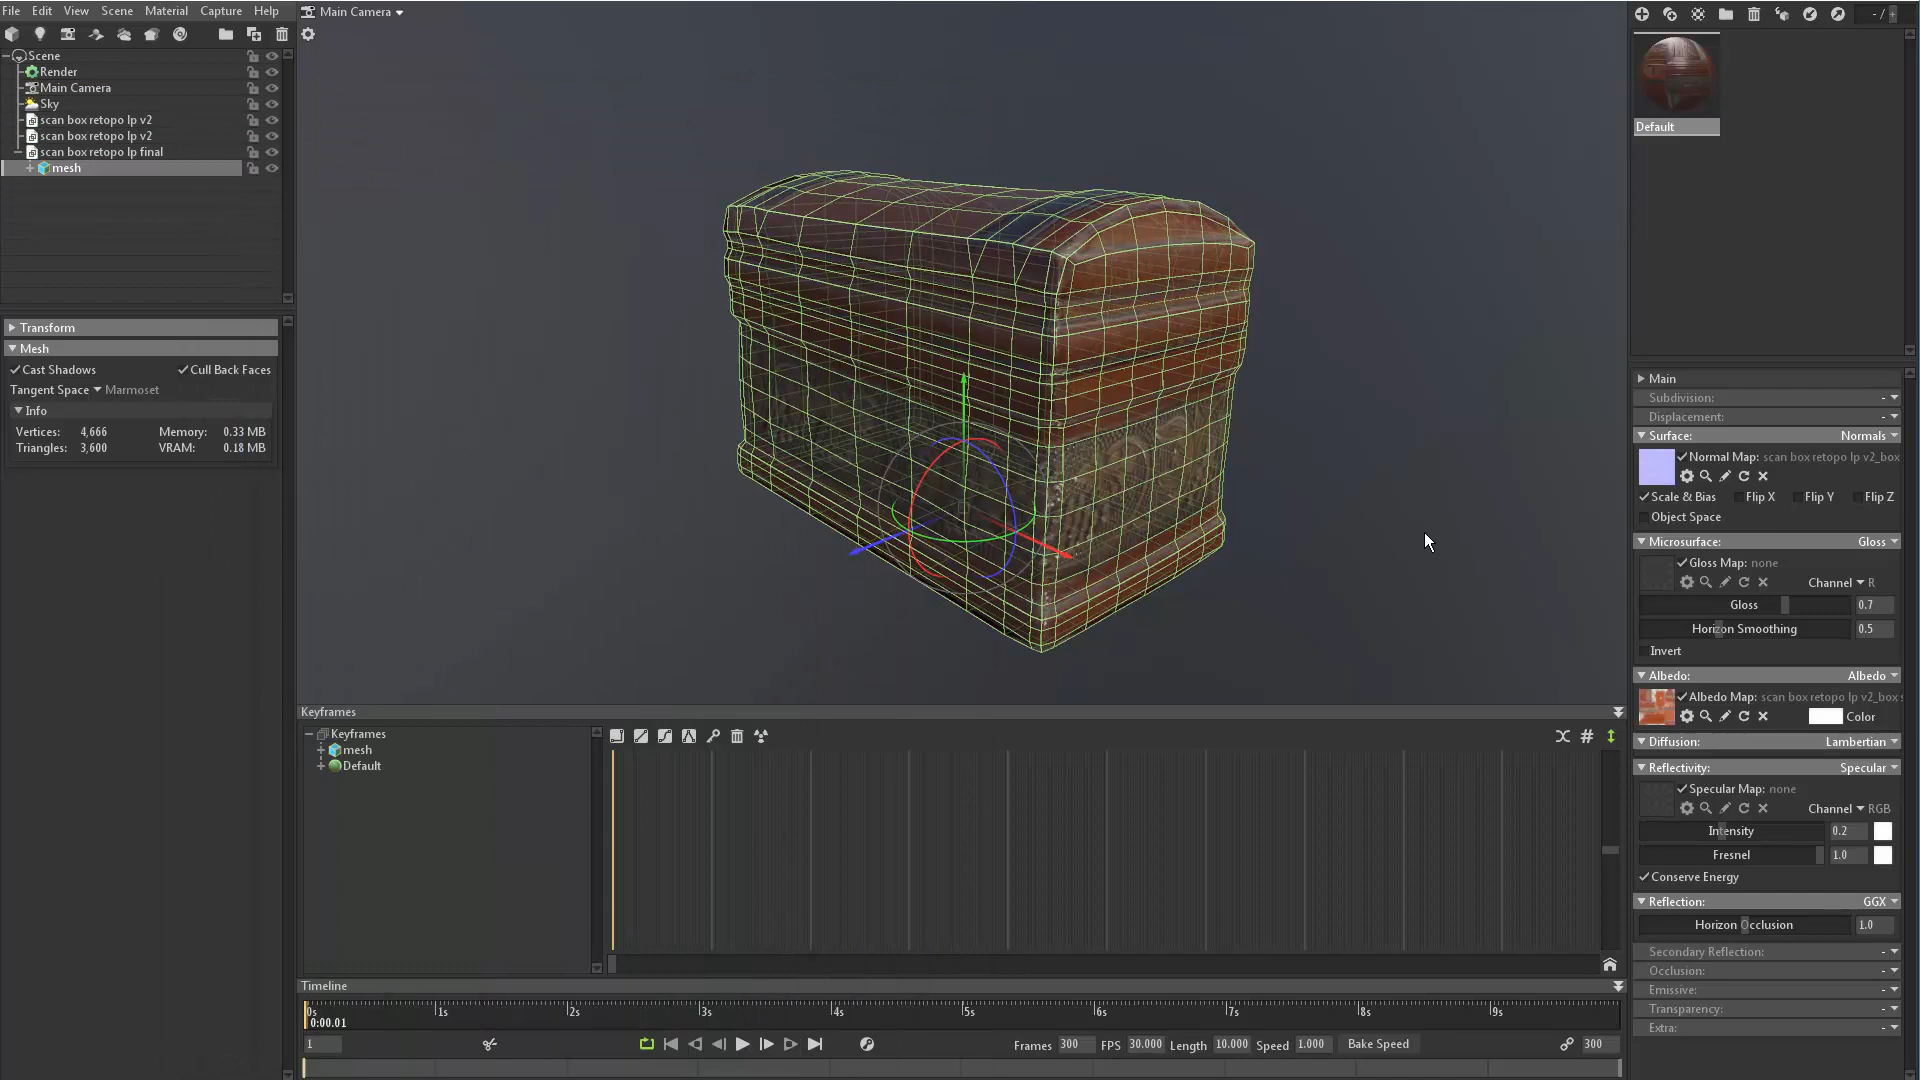 File Edit View Scene Material Capture Help
Main Camera
- /
Scene
Render
Main Camera
Sky
scan box retopo lp v2
scan box retopo lp v2
scan box retopo lp final
mesh
Transform
Mesh
Cast Shadows Cull Back Faces
Tangent Space Marmoset
Info
Vertices: 4,666 Memory: 0.33 MB
Triangles: 3,600 VRAM: 0.18 MB
Default
Main
Subdivision: -
Displacement: -
Surface: Normals
Normal Map: scan box retopo lp v2_box
Scale & Bias Flip X Flip Y Flip Z
Object Space
Microsurface: Gloss
Gloss Map: none
Channel R
Gloss 0.7
Horizon Smoothing 0.5
Invert
Albedo: Albedo
Albedo Map: scan box retopo lp v2_box s
Color
Diffusion: Lambertian
Reflectivity: Specular
Specular Map: none
Channel RGB
Intensity 0.2
Fresnel 1.0
Conserve Energy
Reflection: GGX
Horizon Occlusion 1.0
Secondary Reflection: -
Occlusion: -
Emissive: -
Transparency: -
Extra: -
Keyframes
Keyframes
mesh
Default
Timeline
0s 1s 2s 3s 4s 5s 6s 7s 8s 9s
0:00.01
1 Frames 300 FPS 30.000 Length 10.000 Speed 1.000 Bake Speed 300